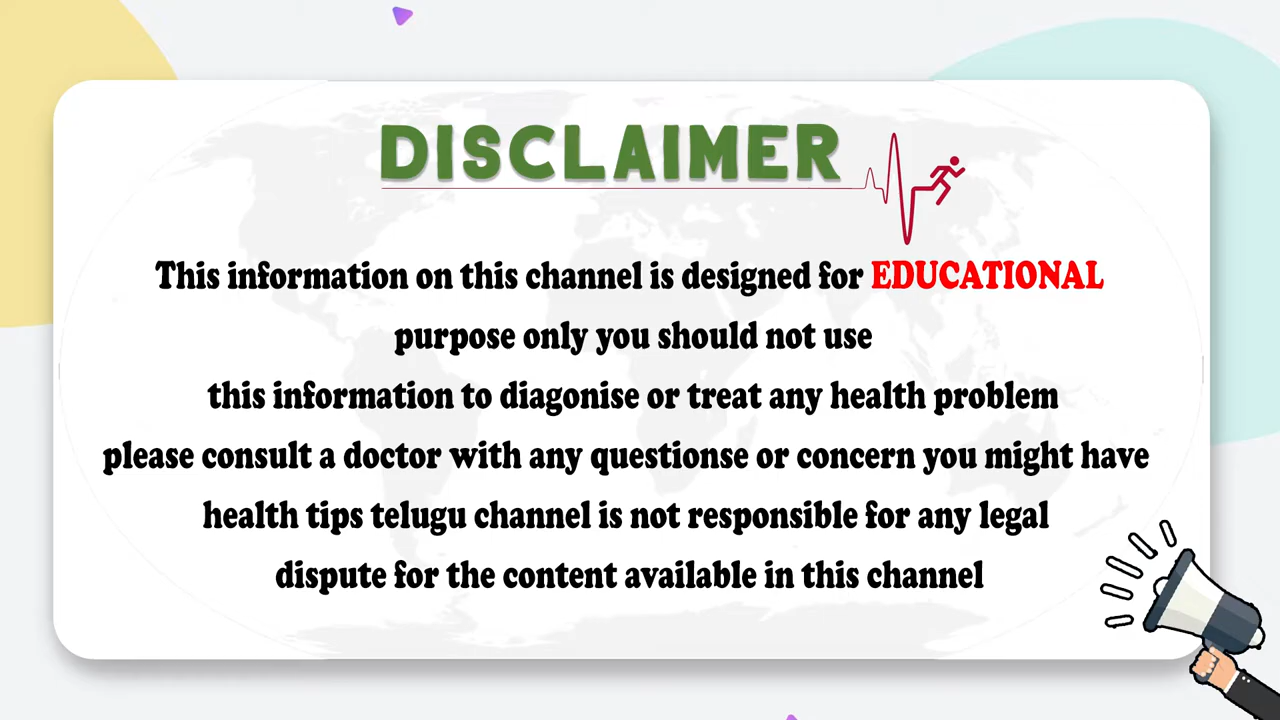 DISCLAIMER
This information on this channel is designed for EDUCATIONAL
purpose only you should not use
this information to diagonise or treat any health problem
please consult a doctor with any questionse or concern you might have
health tips telugu channel is not responsible for any legal
dispute for the content available in this channel